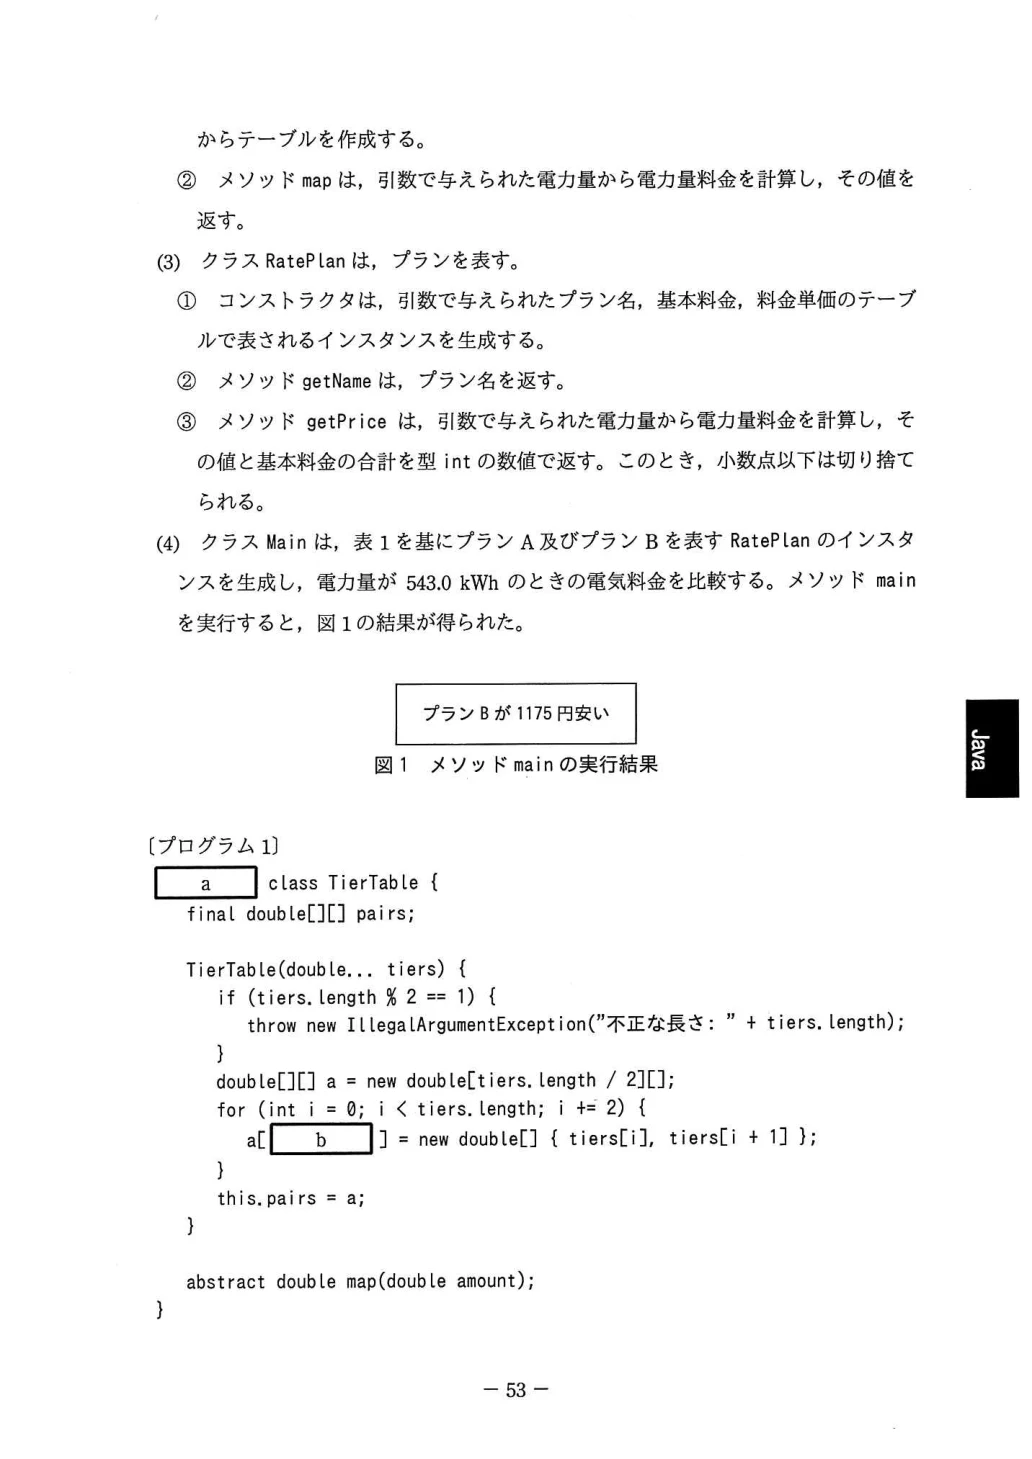 からテーブルを作成する。
② メソッド map は，引数で与えられた電力量から電力量料金を計算し，その値を
返す。
(3) クラス RatePlan は，プランを表す。
① コンストラクタは，引数で与えられたプラン名，基本料金，料金単価のテーブ
ルで表されるインスタンスを生成する。
② メソッド getName は，プラン名を返す。
③ メソッド getPrice は，引数で与えられた電力量から電力量料金を計算し，そ
の値と基本料金の合計を型 int の数値で返す。このとき，小数点以下は切り捨て
られる。
(4) クラス Main は，表 1 を基にプラン A 及びプラン B を表す RatePlan のインスタ
ンスを生成し，電力量が 543.0 kWh のときの電気料金を比較する。メソッド main
を実行すると，図 1 の結果が得られた。
プラン B が 1175 円安い
図 1 メソッド main の実行結果
Java
〔プログラム 1〕
a class TierTable {
final double[][] pairs;
TierTable(double... tiers) {
if (tiers.length % 2 == 1) {
throw new IllegalArgumentException("不正な長さ: " + tiers.length);
}
double[][] a = new double[tiers.length / 2][];
for (int i = 0; i < tiers.length; i += 2) {
a[ b ] = new double[] { tiers[i], tiers[i + 1] };
}
this.pairs = a;
}
abstract double map(double amount);
}
－ 53 －